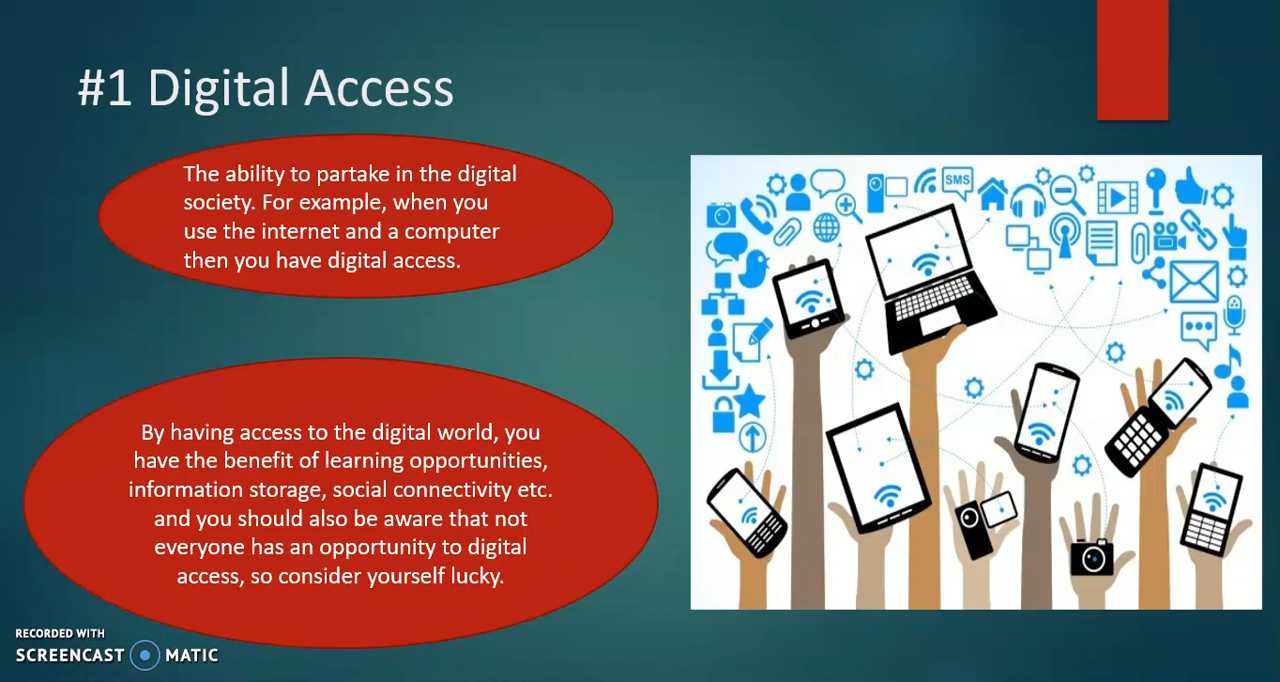 #1 Digital Access
The ability to partake in the digital
society. For example, when you
use the internet and a computer
then you have digital access.
By having access to the digital world, you
have the benefit of learning opportunities,
information storage, social connectivity etc.
and you should also be aware that not
everyone has an opportunity to digital
access, so consider yourself lucky.
SMS
RECORDED WITH
SCREENCAST MATIC